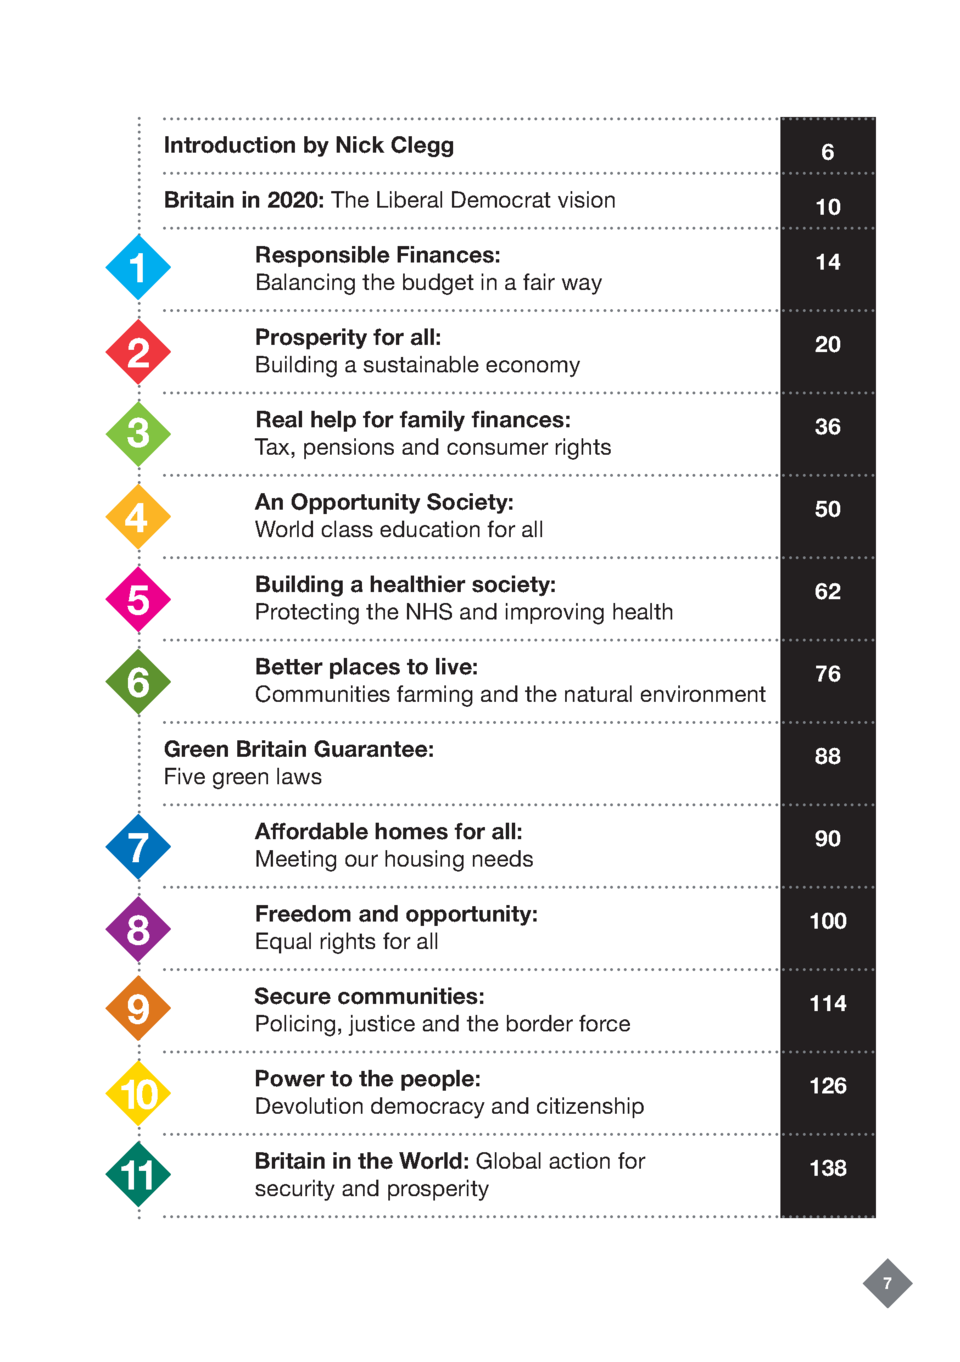 Introduction by Nick Clegg 6
Britain in 2020: The Liberal Democrat vision 10
1 Responsible Finances: 14
Balancing the budget in a fair way
2 Prosperity for all: 20
Building a sustainable economy
3 Real help for family finances: 36
Tax, pensions and consumer rights
4 An Opportunity Society: 50
World class education for all
5 Building a healthier society: 62
Protecting the NHS and improving health
6 Better places to live: 76
Communities farming and the natural environment
Green Britain Guarantee: 88
Five green laws
7 Affordable homes for all: 90
Meeting our housing needs
8 Freedom and opportunity: 100
Equal rights for all
9 Secure communities: 114
Policing, justice and the border force
10 Power to the people: 126
Devolution democracy and citizenship
11 Britain in the World: Global action for 138
security and prosperity
7